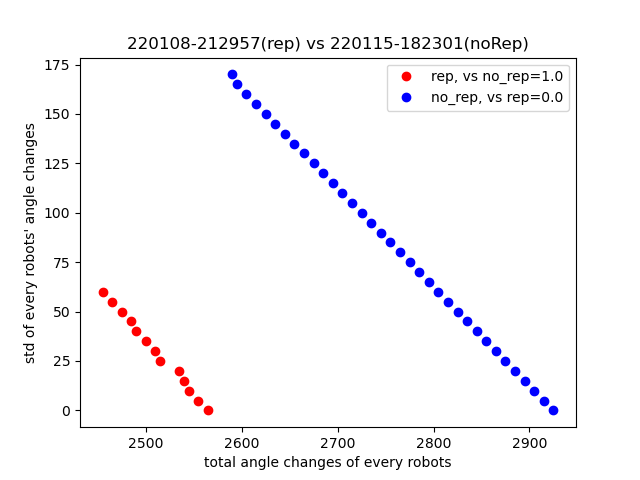 220108-212957(rep) vs 220115-182301(noRep)
rep, vs no_rep=1.0
no_rep, vs rep=0.0
175
150
125
100
75
50
25
0
std of every robots' angle changes
2500 2600 2700 2800 2900
total angle changes of every robots